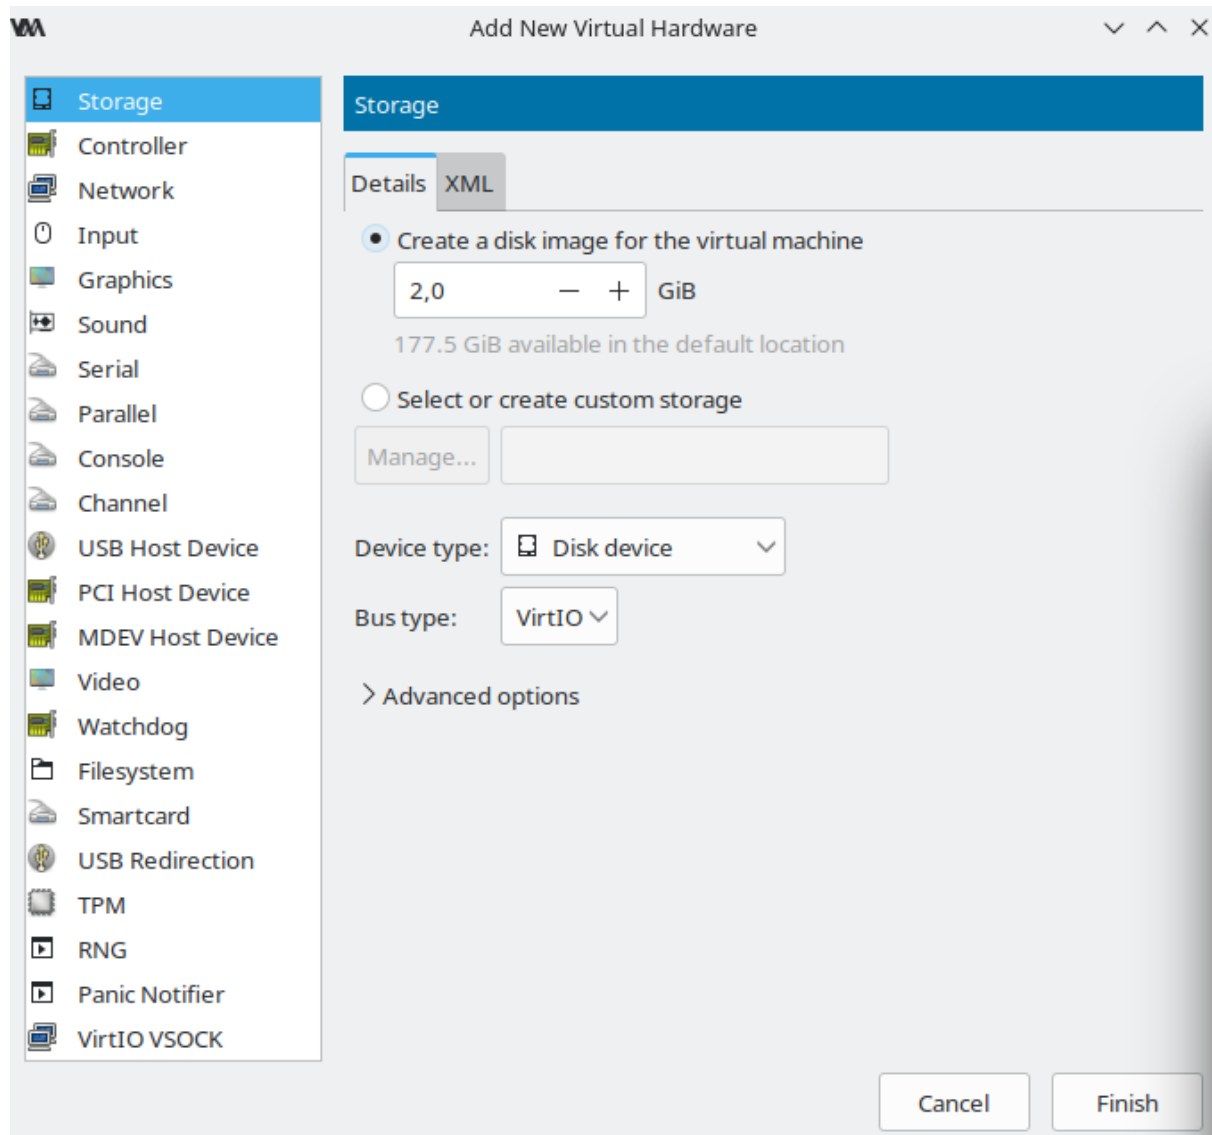 Add New Virtual Hardware
Storage
Controller
Network
Input
Graphics
Sound
Serial
Parallel
Console
Channel
USB Host Device
PCI Host Device
MDEV Host Device
Video
Watchdog
Filesystem
Smartcard
USB Redirection
TPM
RNG
Panic Notifier
VirtIO VSOCK
Storage
Details XML
Create a disk image for the virtual machine
2,0 − + GiB
177.5 GiB available in the default location
Select or create custom storage
Manage...
Device type: Disk device
Bus type: VirtIO
Advanced options
Cancel Finish